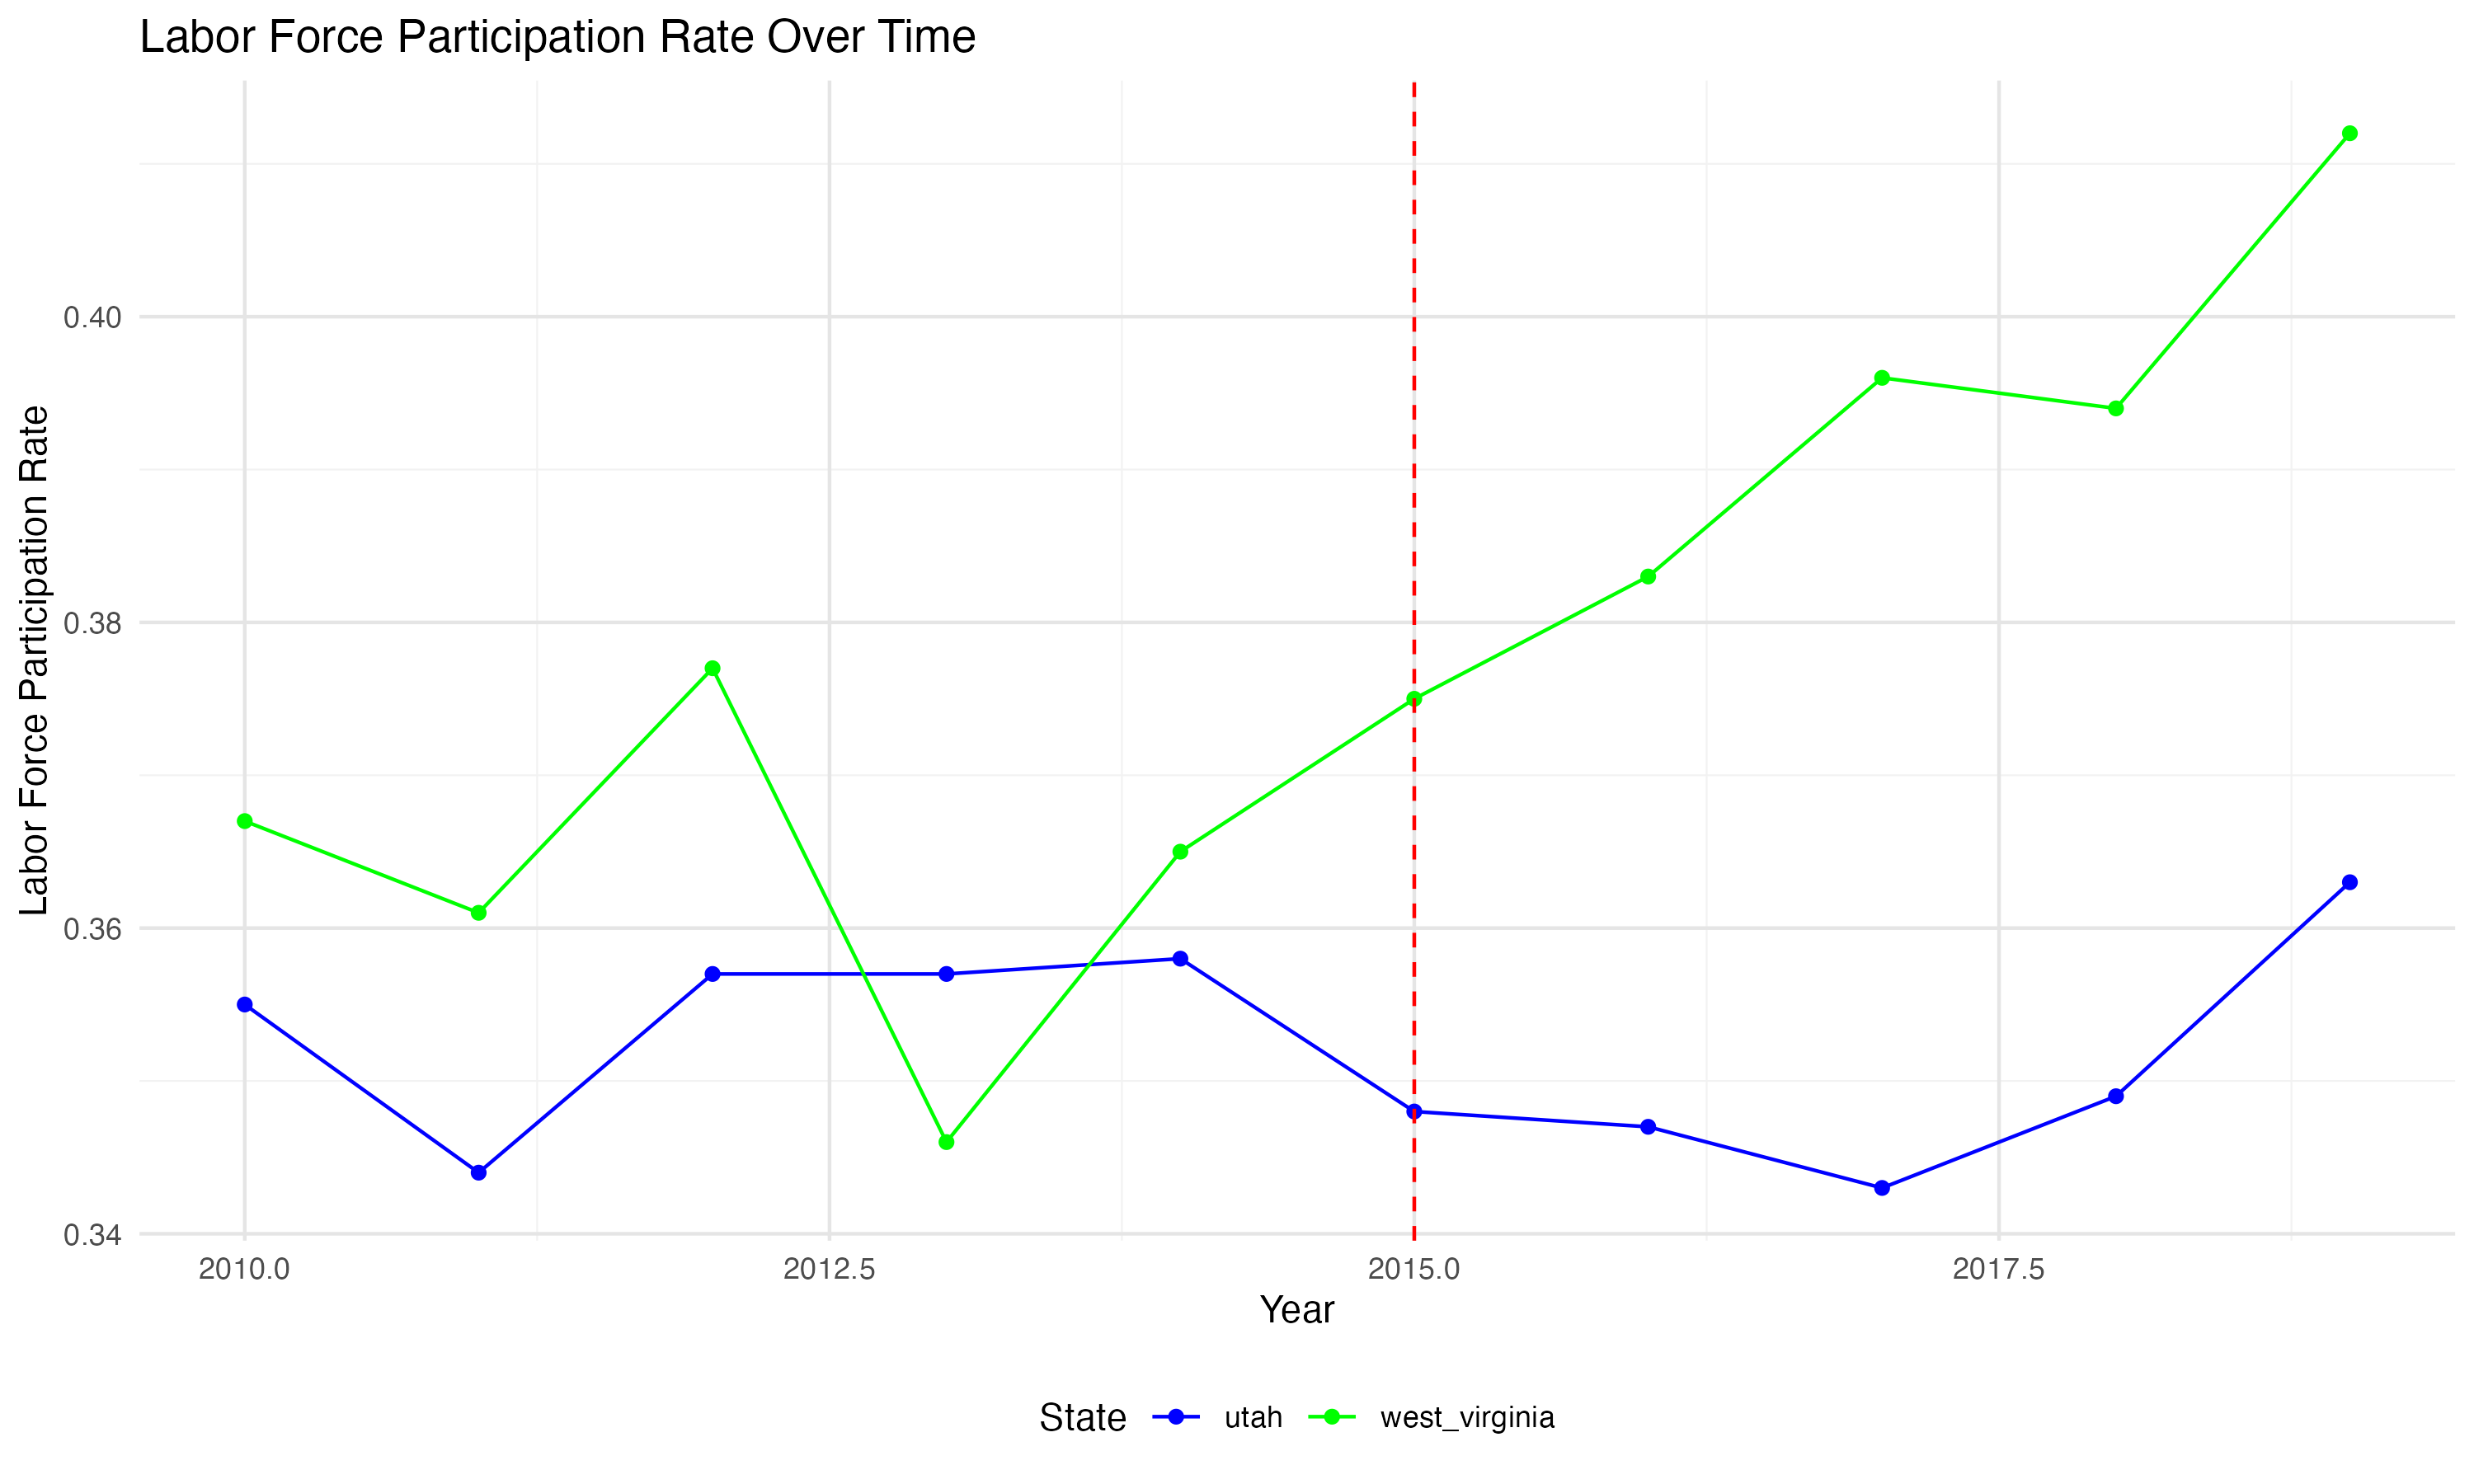 Labor Force Participation Rate Over Time
Labor Force Participation Rate
0.40
0.38
0.36
0.34
2010.0 2012.5 2015.0 2017.5
Year
State utah west_virginia